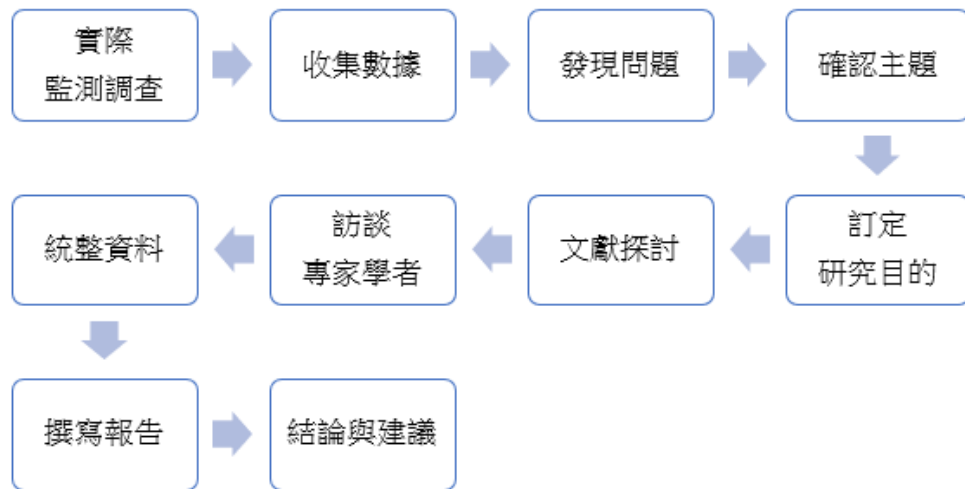 實際
監測調查
收集數據
發現問題
確認主題
訂定
研究目的
文獻探討
訪談
專家學者
統整資料
撰寫報告
結論與建議